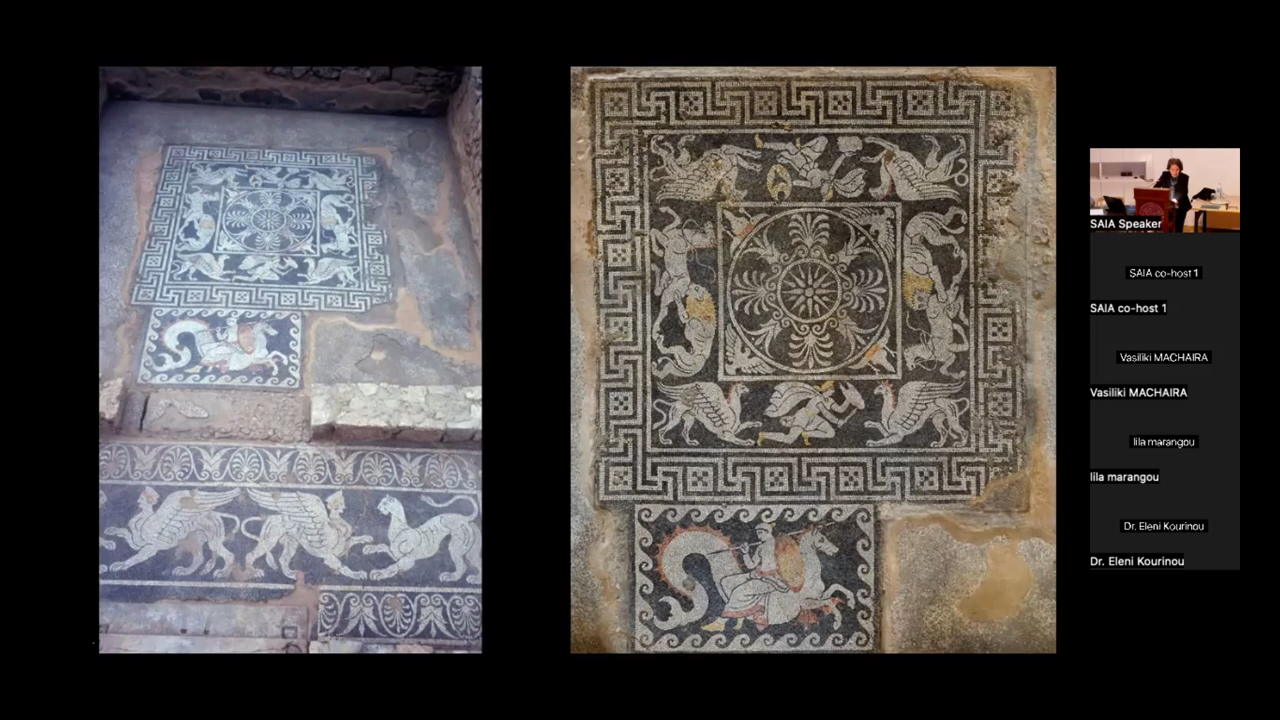 SAIA Speaker
SAIA co-host 1
SAIA co-host 1
Vasiliki MACHAIRA
Vasiliki MACHAIRA
lila marangou
lila marangou
Dr. Eleni Kourinou
Dr. Eleni Kourinou